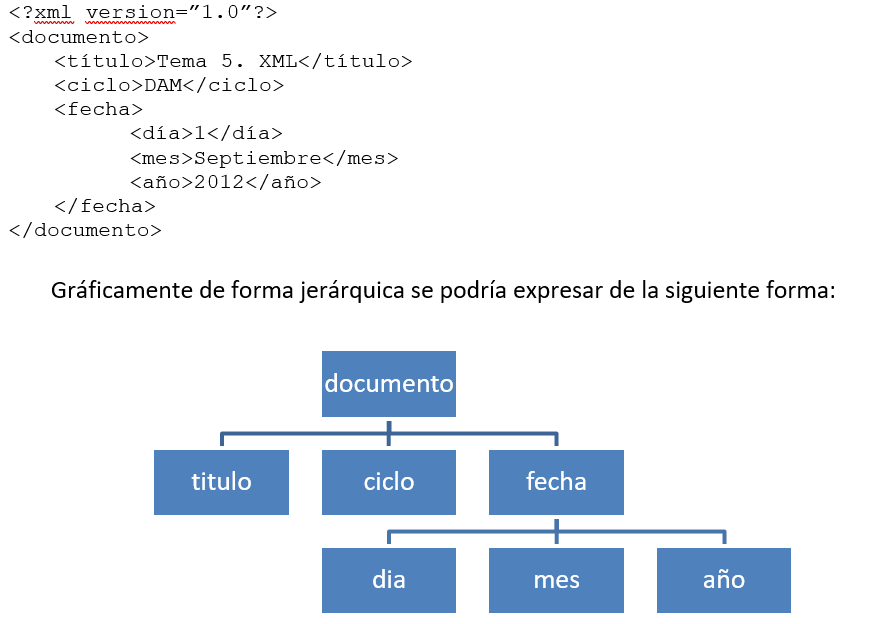 <?xml version=”1.0”?>
<documento>
<título>Tema 5. XML</título>
<ciclo>DAM</ciclo>
<fecha>
<día>1</día>
<mes>Septiembre</mes>
<año>2012</año>
</fecha>
</documento>
Gráficamente de forma jerárquica se podría expresar de la siguiente forma:
documento
titulo ciclo fecha
dia mes año